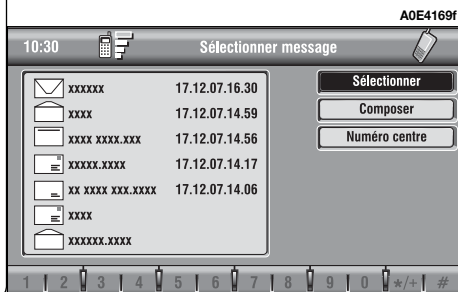 A0E4169f
10:30 Sélectionner message
xxxxxx 17.12.07.16.30
xxxx 17.12.07.14.59
xxxx xxxx.xxx 17.12.07.14.56
xxxxx.xxxx 17.12.07.14.17
xx xxxx xxx.xxxx 17.12.07.14.06
xxxx
xxxxxx.xxxx
Sélectionner
Composer
Numéro centre
1 2 3 4 5 6 7 8 9 0 */+ #